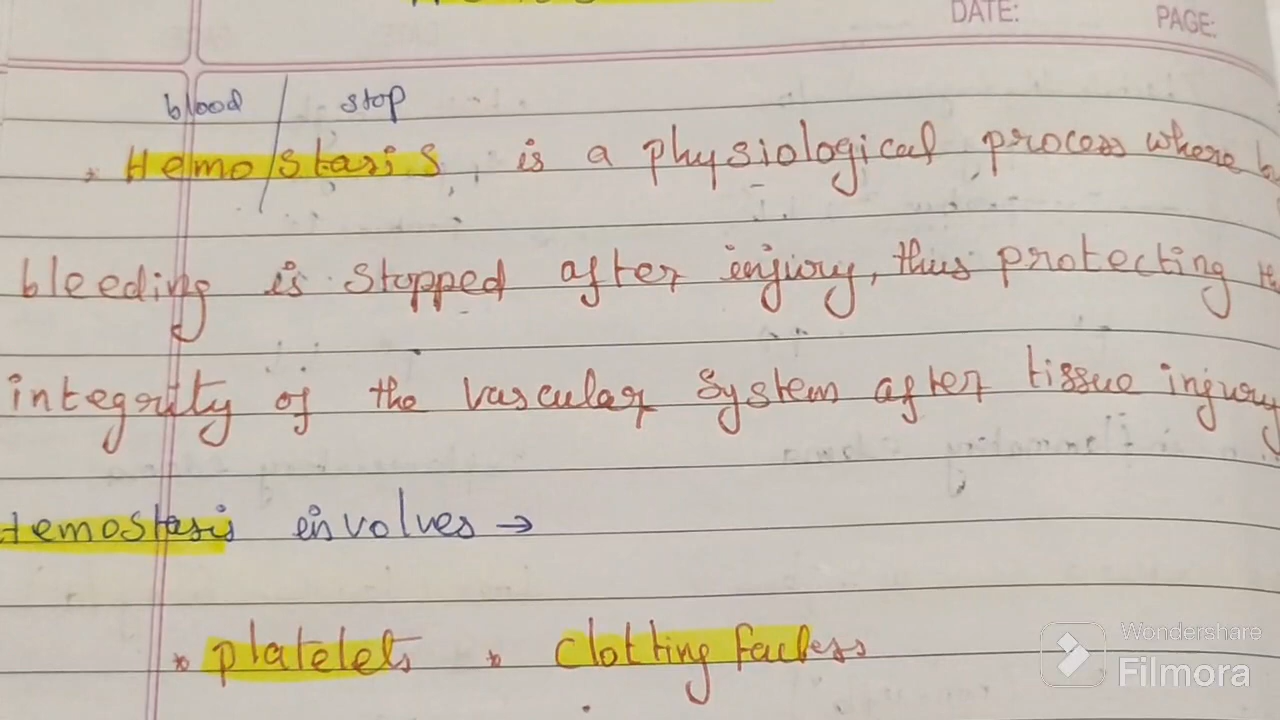 DATE: PAGE:
blood / stop
Hemo/stasis, is a physiological process where
bleeding is stopped after injury, thus protecting
integrity of the vascular system after tissue injury
Hemostasis involves →
* platelets * clotting factors
Wondershare
Filmora